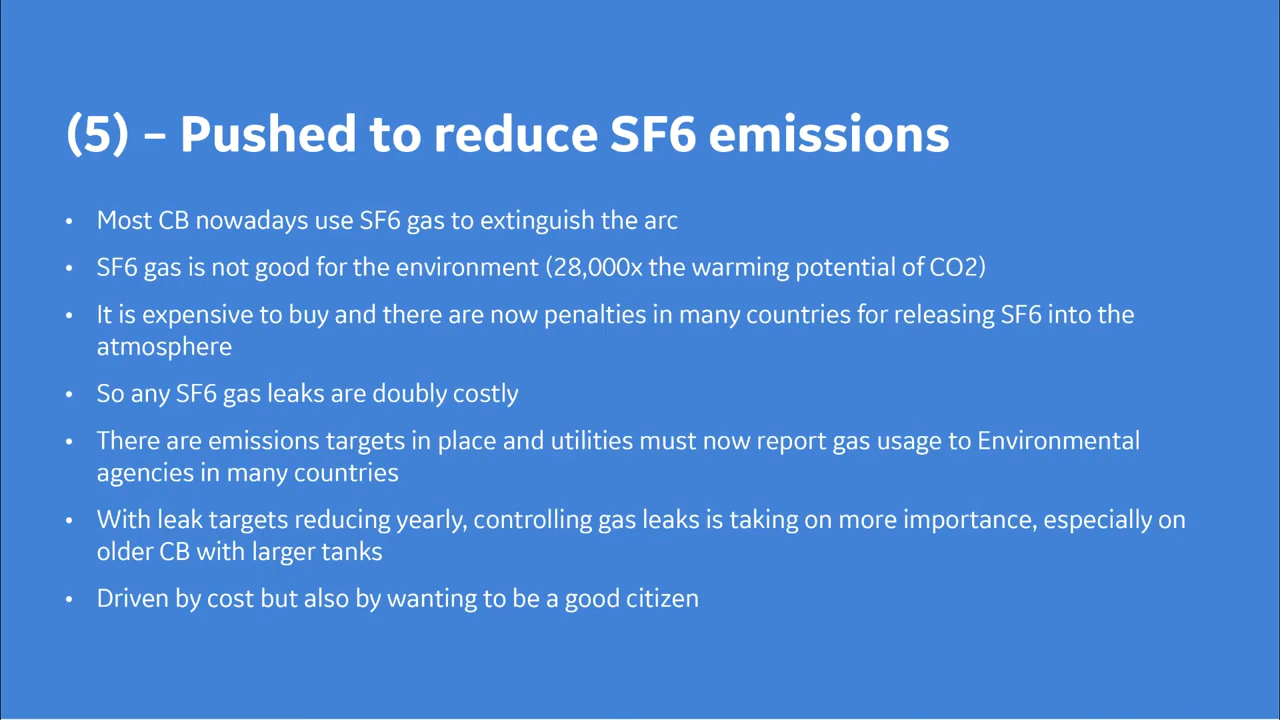 (5) – Pushed to reduce SF6 emissions
• Most CB nowadays use SF6 gas to extinguish the arc
• SF6 gas is not good for the environment (28,000x the warming potential of CO2)
• It is expensive to buy and there are now penalties in many countries for releasing SF6 into the
atmosphere
• So any SF6 gas leaks are doubly costly
• There are emissions targets in place and utilities must now report gas usage to Environmental
agencies in many countries
• With leak targets reducing yearly, controlling gas leaks is taking on more importance, especially on
older CB with larger tanks
• Driven by cost but also by wanting to be a good citizen